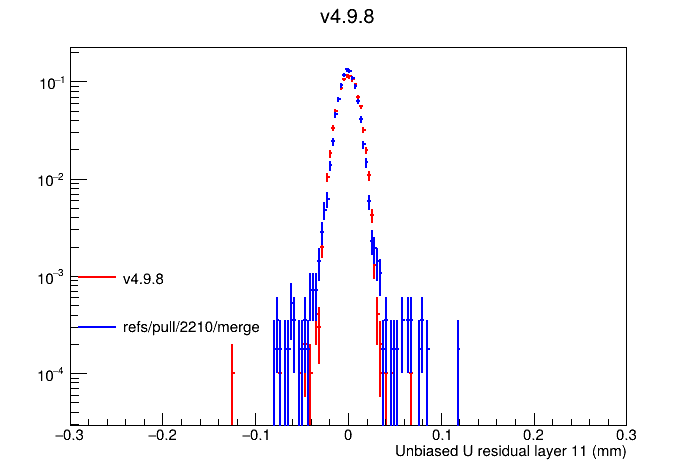 v4.9.8
10⁻¹
10⁻²
10⁻³
10⁻⁴
v4.9.8
refs/pull/2210/merge
−0.3 −0.2 −0.1 0 0.1 0.2 0.3
Unbiased U residual layer 11 (mm)